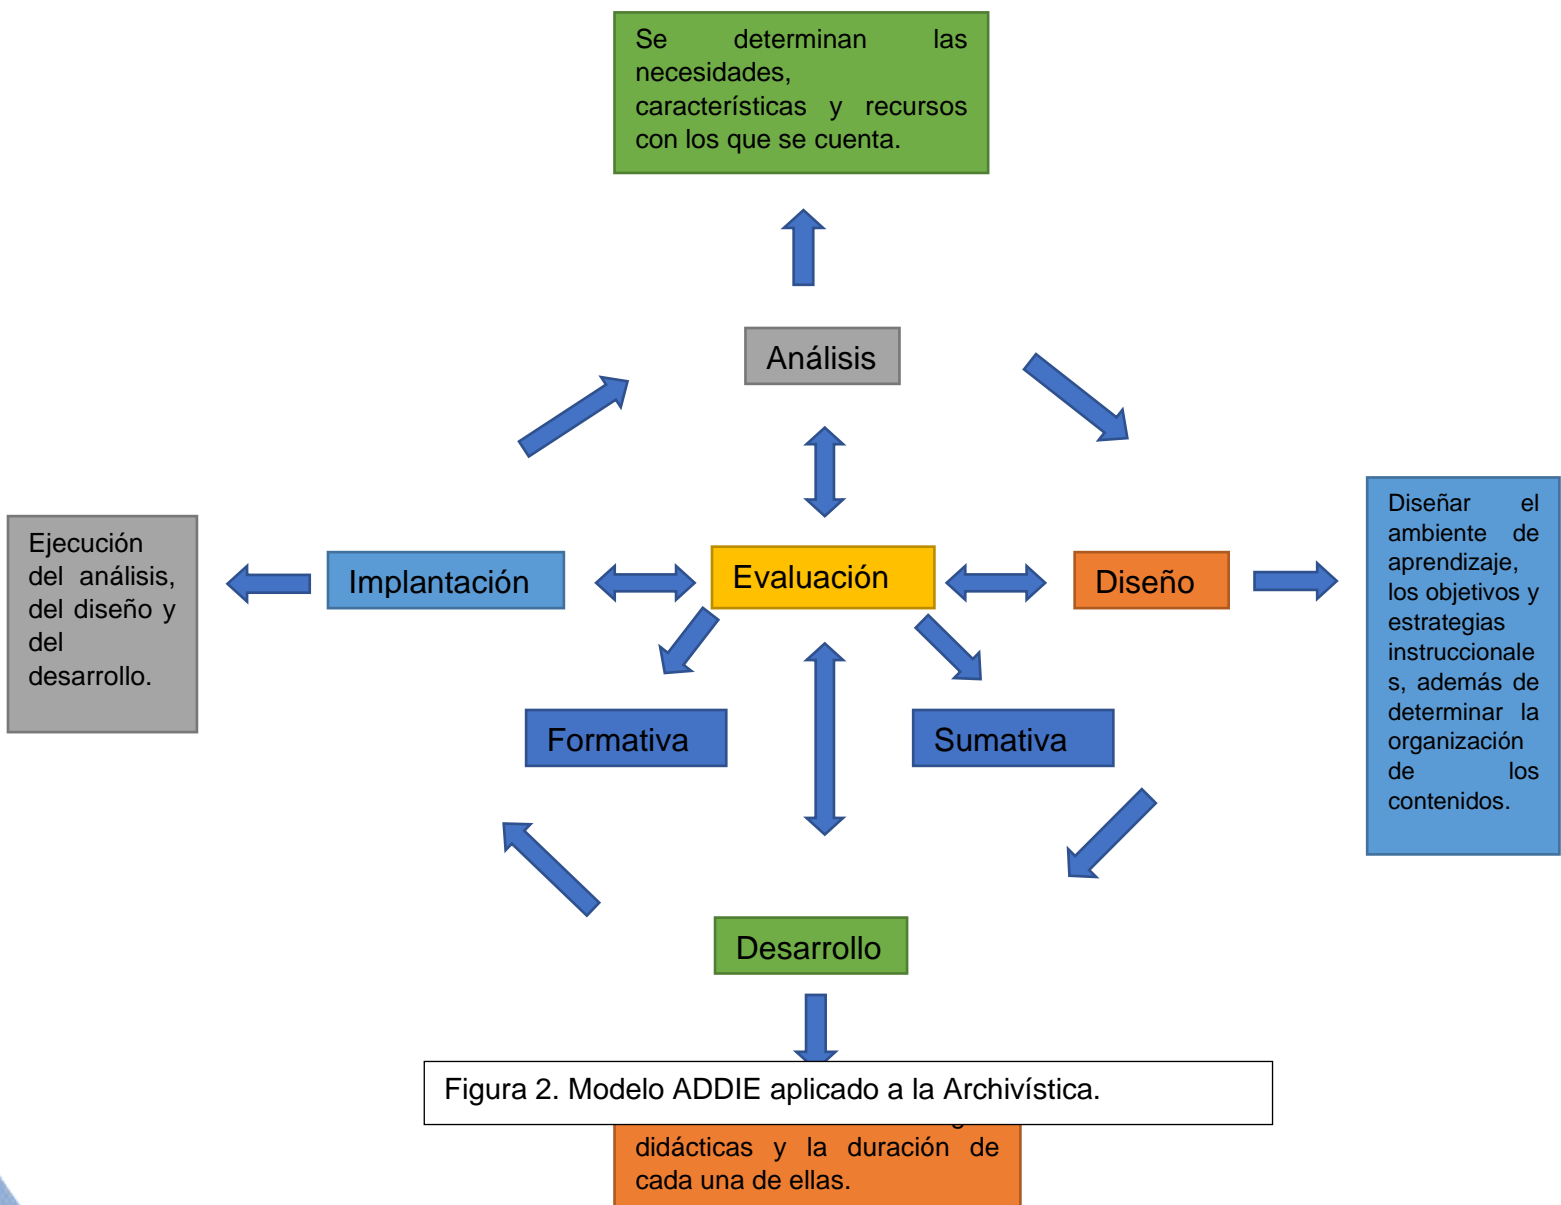 Se determinan las
necesidades,
características y recursos
con los que se cuenta.
Análisis
Ejecución
del análisis,
del diseño y
del
desarrollo.
Implantación
Evaluación
Diseño
Diseñar el
ambiente de
aprendizaje,
los objetivos y
estrategias
instruccionale
s, además de
determinar la
organización
de los
contenidos.
Formativa
Sumativa
Desarrollo
Figura 2. Modelo ADDIE aplicado a la Archivística.
didácticas y la duración de
cada una de ellas.